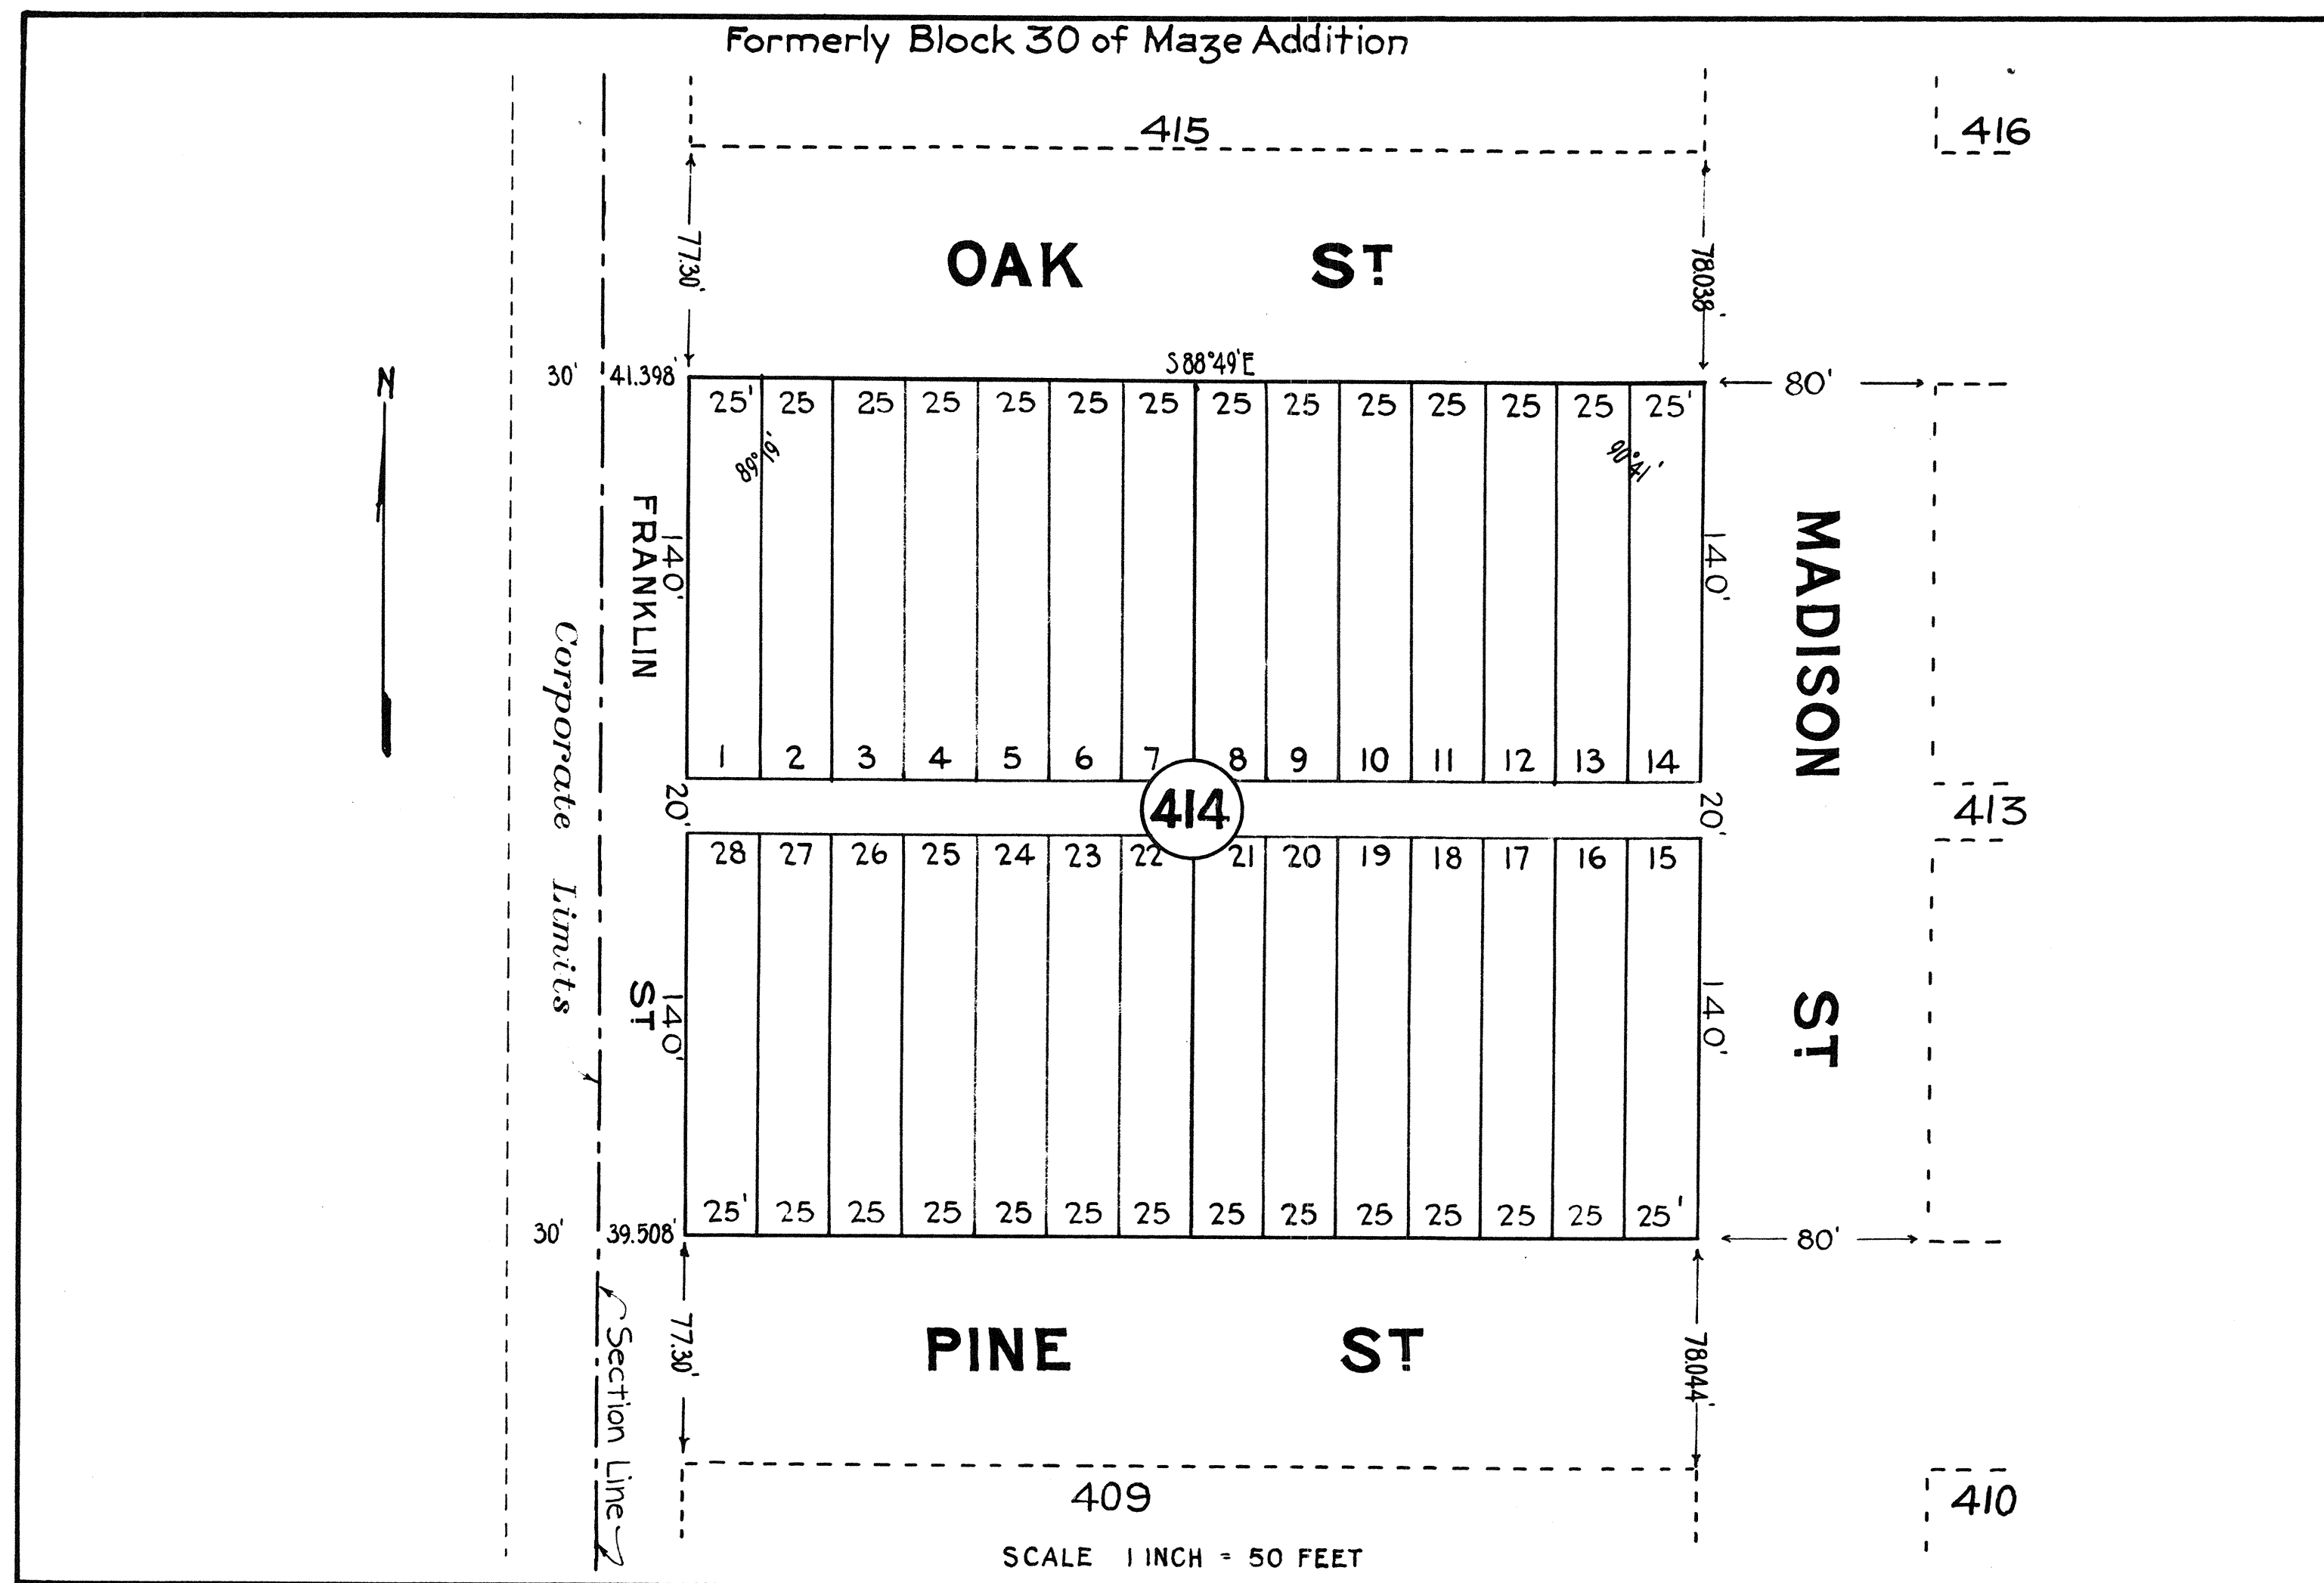 Formerly Block 30 of Maze Addition
415
416
OAK ST
77.30'
78.038'
N
30' 41.398'
S 88°49'E
80'
25' 25 25 25 25 25 25 25 25 25 25 25 25 25'
89°19'
90°41'
FRANKLIN ST
140'
140'
MADISON ST
Corporate Limits
1 2 3 4 5 6 7 8 9 10 11 12 13 14
20'
414
20'
413
28 27 26 25 24 23 22 21 20 19 18 17 16 15
140'
140'
25' 25 25 25 25 25 25 25 25 25 25 25 25 25'
30' 39.508'
80'
Section Line
77.30'
PINE ST
78.044'
409
410
SCALE 1 INCH = 50 FEET